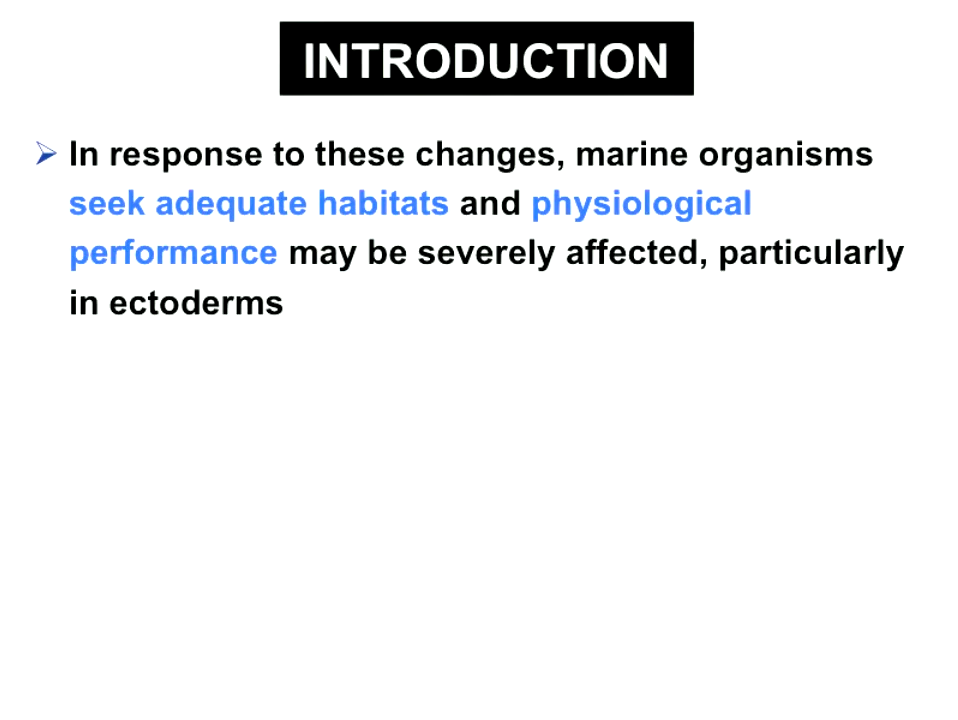 INTRODUCTION
In response to these changes, marine organisms
seek adequate habitats and physiological
performance may be severely affected, particularly
in ectoderms